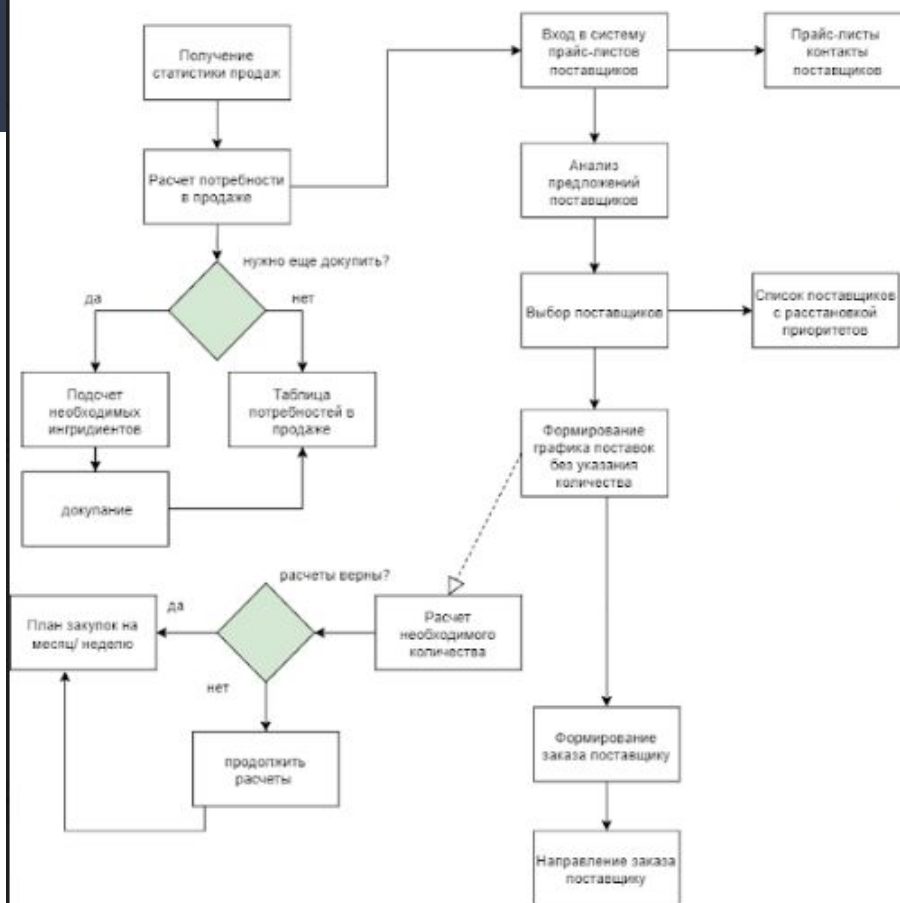 Получение
статистики продаж
Расчет потребности
в продаже
нужно еще докупить?
да
нет
Подсчет
необходимых
ингридиентов
Таблица
потребностей в
продаже
докупание
Вход в систему
прайс-листов
поставщиков
Прайс-листы
контакты
поставщиков
Анализ
предложений
поставщиков
Выбор поставщиков
Список поставщиков
с расстановкой
приоритетов
Формирование
графика поставок
без указания
количества
Расчет
необходимого
количества
расчеты верны?
да
нет
План закупок на
месяц/ неделю
продолжить
расчеты
Формирование
заказа поставщику
Направление заказа
поставщику